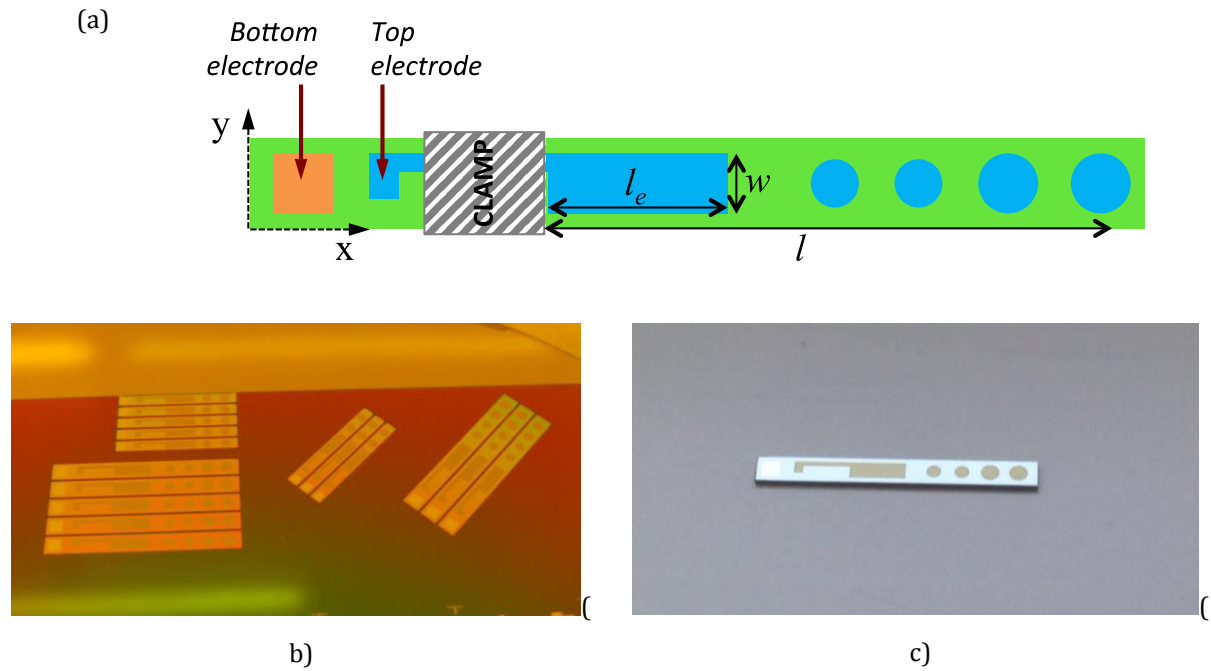 (a)
Bottom
electrode
Top
electrode
y
CLAMP
l_e
w
x
l
(
(
b)
c)